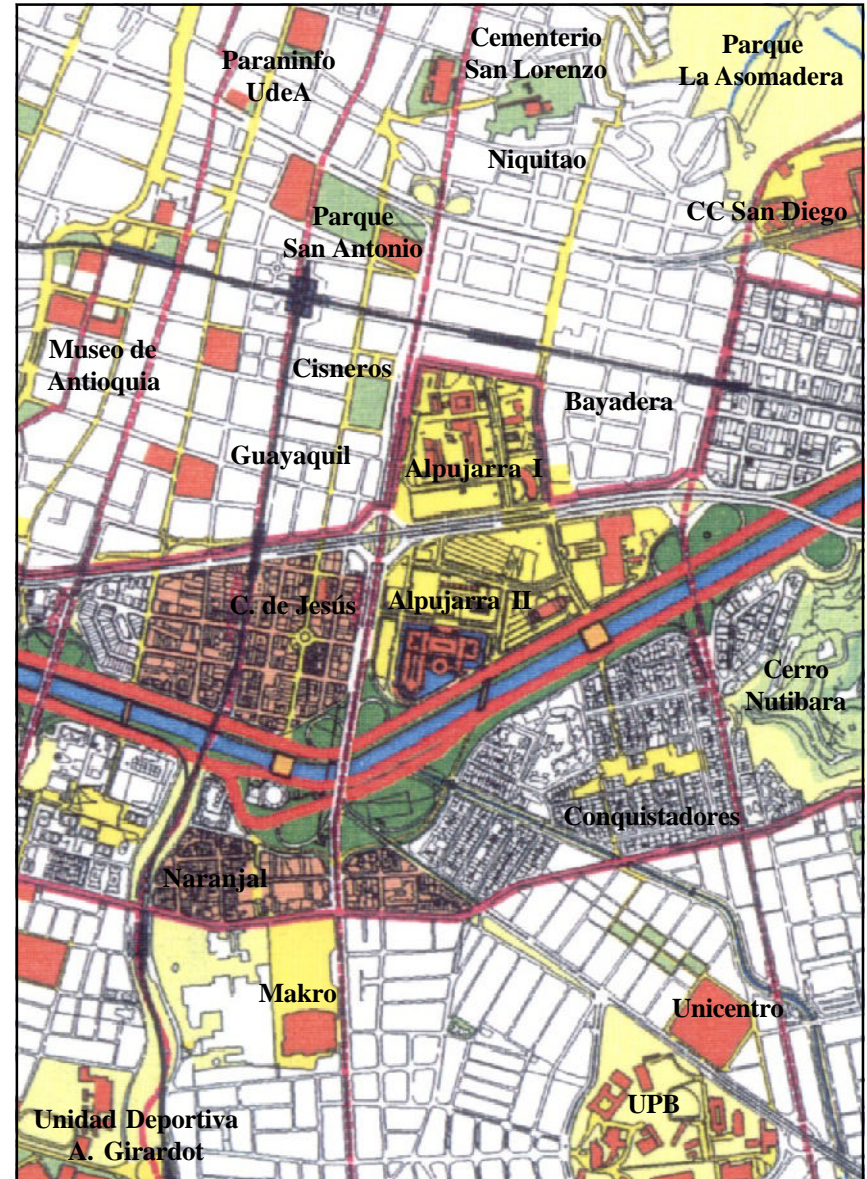 Cementerio
San Lorenzo
Parque
La Asomadera
Paraninfo
UdeA
Niquitao
CC San Diego
Parque
San Antonio
Museo de
Antioquia
Cisneros
Bayadera
Guayaquil
Alpujarra I
C. de Jesús
Alpujarra II
Cerro
Nutibara
Conquistadores
Naranjal
Makro
Unicentro
UPB
Unidad Deportiva
A. Girardot